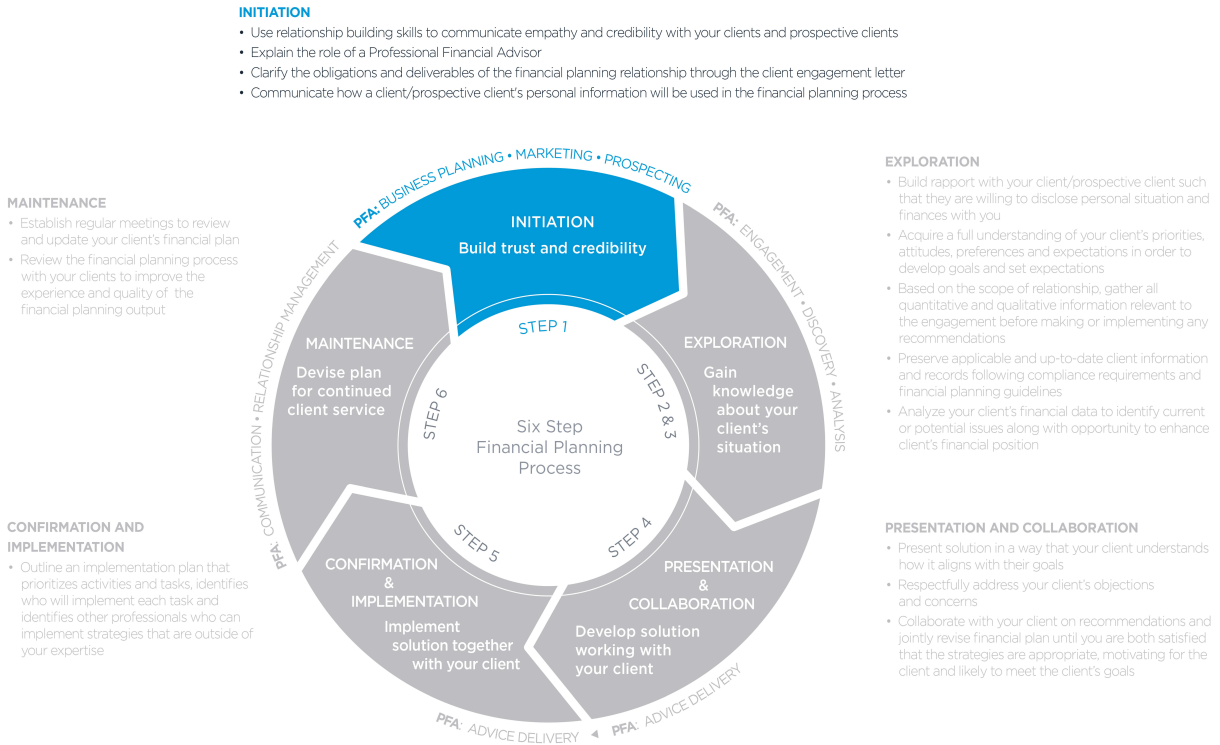 INITIATION
• Use relationship building skills to communicate empathy and credibility with your clients and prospective clients
• Explain the role of a Professional Financial Advisor
• Clarify the obligations and deliverables of the financial planning relationship through the client engagement letter
• Communicate how a client/prospective client's personal information will be used in the financial planning process
PFA: BUSINESS PLANNING • MARKETING • PROSPECTING
INITIATION
Build trust and credibility
STEP 1
EXPLORATION
• Build rapport with your client/prospective client such
that they are willing to disclose personal situation and
finances with you
• Acquire a full understanding of your client's priorities,
attitudes, preferences and expectations in order to
develop goals and set expectations
• Based on the scope of relationship, gather all
quantitative and qualitative information relevant to
the engagement before making or implementing any
recommendations
• Preserve applicable and up-to-date client information
and records following compliance requirements and
financial planning guidelines
• Analyze your client's financial data to identify current
or potential issues along with opportunity to enhance
client's financial position
PFA: ENGAGEMENT • DISCOVERY • ANALYSIS
EXPLORATION
Gain
knowledge
about your
client's
situation
STEP 2 & 3
Six Step
Financial Planning
Process
PRESENTATION AND COLLABORATION
• Present solution in a way that your client understands
how it aligns with their goals
• Respectfully address your client's objections
and concerns
• Collaborate with your client on recommendations and
jointly revise financial plan until you are both satisfied
that the strategies are appropriate, motivating for the
client and likely to meet the client's goals
STEP 4
PRESENTATION
&
COLLABORATION
Develop solution
working with
your client
PFA: ADVICE DELIVERY
CONFIRMATION AND
IMPLEMENTATION
• Outline an implementation plan that
prioritizes activities and tasks, identifies
who will implement each task and
identifies other professionals who can
implement strategies that are outside of
your expertise
STEP 5
CONFIRMATION
&
IMPLEMENTATION
Implement
solution together
with your client
PFA: ADVICE DELIVERY
MAINTENANCE
• Establish regular meetings to review
and update your client's financial plan
• Review the financial planning process
with your clients to improve the
experience and quality of the
financial planning output
PFA: COMMUNICATION • RELATIONSHIP MANAGEMENT
MAINTENANCE
Devise plan
for continued
client service
STEP 6